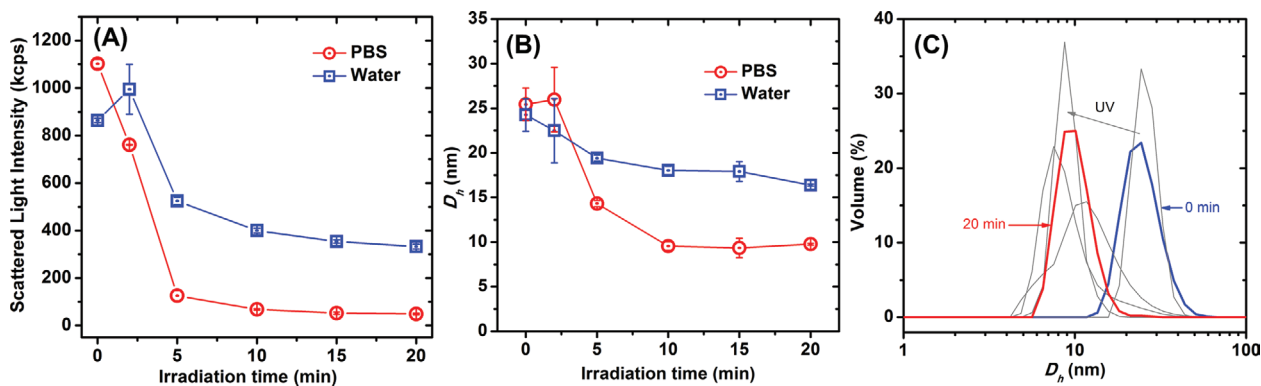 (A)
PBS
Water
1200
1000
800
600
400
200
0
0 5 10 15 20
Scattered Light Intensity (kcps)
Irradiation time (min)
(B)
PBS
Water
35
30
25
20
15
10
5
0
0 5 10 15 20
Dh (nm)
Irradiation time (min)
(C)
UV
0 min
20 min
40
30
20
10
0
1 10 100
Volume (%)
Dh (nm)